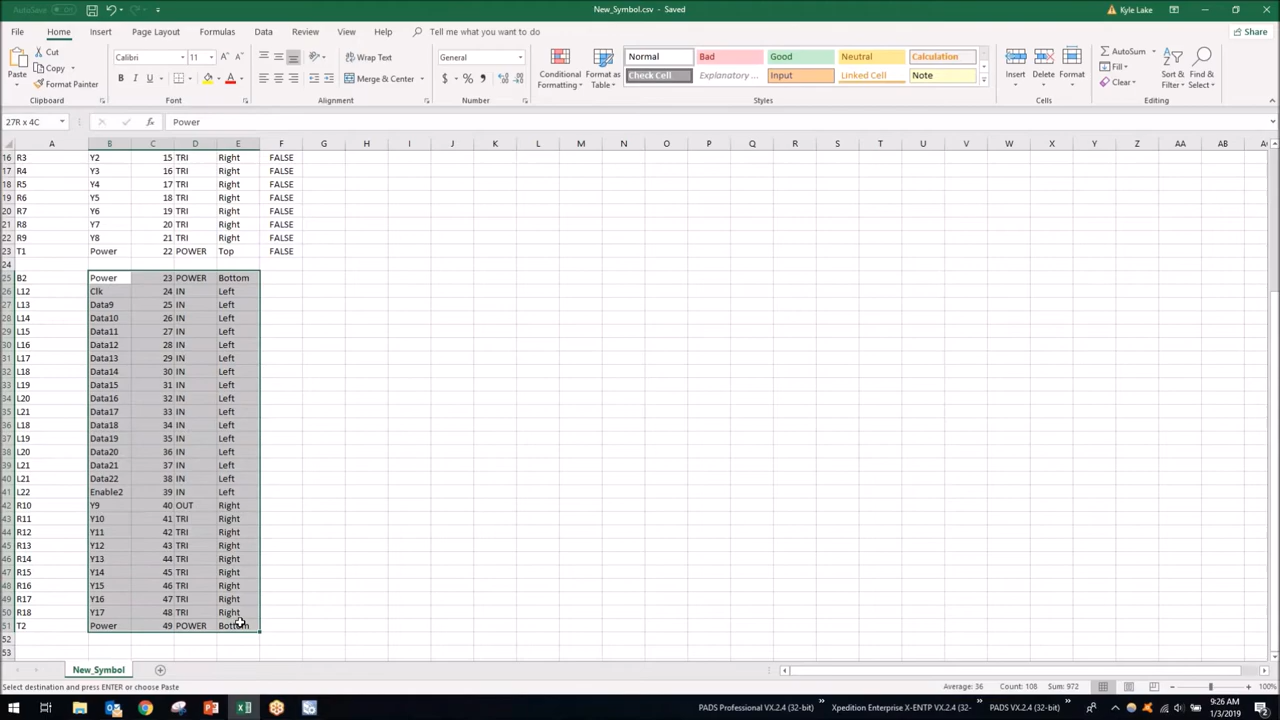 AutoSave Off
New_Symbol.csv - Saved
Kyle Lake
File Home Insert Page Layout Formulas Data Review View Help Tell me what you want to do Share
Paste Cut Copy Format Painter Clipboard
Calibri 11 B I U Font
Wrap Text Merge & Center Alignment
General $ % Number
Conditional Formatting Format as Table
Normal Bad Good Neutral Calculation
Check Cell Explanatory ... Input Linked Cell Note
Styles
Insert Delete Format Cells
AutoSum Fill Clear Sort & Filter Find & Select Editing
27R x 4C fx Power
A B C D E F G H I J K L M N O P Q R S T U V W X Y Z AA AB AC
16 R3 Y2 15 TRI Right FALSE
17 R4 Y3 16 TRI Right FALSE
18 R5 Y4 17 TRI Right FALSE
19 R6 Y5 18 TRI Right FALSE
20 R7 Y6 19 TRI Right FALSE
21 R8 Y7 20 TRI Right FALSE
22 R9 Y8 21 TRI Right FALSE
23 T1 Power 22 POWER Top FALSE
24
25 B2 Power 23 POWER Bottom
26 L12 Clk 24 IN Left
27 L13 Data9 25 IN Left
28 L14 Data10 26 IN Left
29 L15 Data11 27 IN Left
30 L16 Data12 28 IN Left
31 L17 Data13 29 IN Left
32 L18 Data14 30 IN Left
33 L19 Data15 31 IN Left
34 L20 Data16 32 IN Left
35 L21 Data17 33 IN Left
36 L18 Data18 34 IN Left
37 L19 Data19 35 IN Left
38 L20 Data20 36 IN Left
39 L21 Data21 37 IN Left
40 L21 Data22 38 IN Left
41 L22 Enable2 39 IN Left
42 R10 Y9 40 OUT Right
43 R11 Y10 41 TRI Right
44 R12 Y11 42 TRI Right
45 R13 Y12 43 TRI Right
46 R14 Y13 44 TRI Right
47 R15 Y14 45 TRI Right
48 R16 Y15 46 TRI Right
49 R17 Y16 47 TRI Right
50 R18 Y17 48 TRI Right
51 T2 Power 49 POWER Bottom
52
53
New_Symbol
Select destination and press ENTER or choose Paste
Average: 36 Count: 108 Sum: 972 100%
PADS Professional VX.2.4 (32-bit) Xpedition Enterprise X-ENTP VX.2.4 (32- PADS VX.2.4 (32-bit) 9:26 AM
1/3/2019